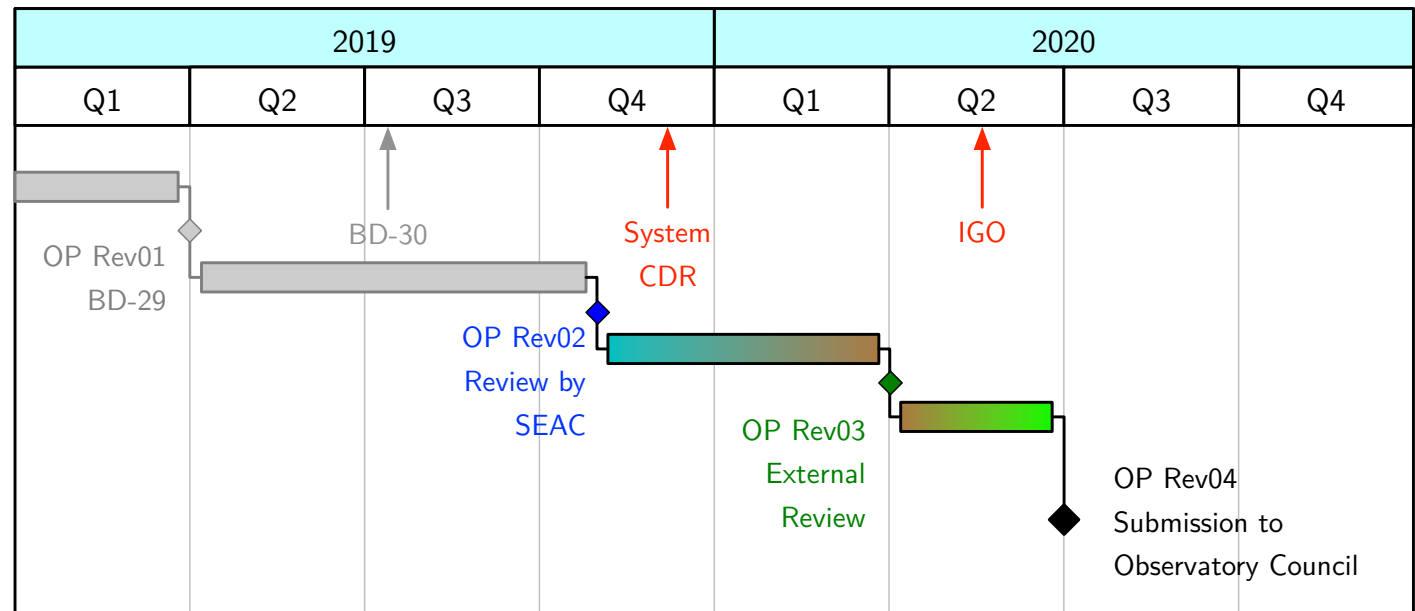 2019
2020
Q1
Q2
Q3
Q4
Q1
Q2
Q3
Q4
OP Rev01
BD-29
BD-30
System
CDR
IGO
OP Rev02
Review by
SEAC
OP Rev03
External
Review
OP Rev04
Submission to
Observatory Council